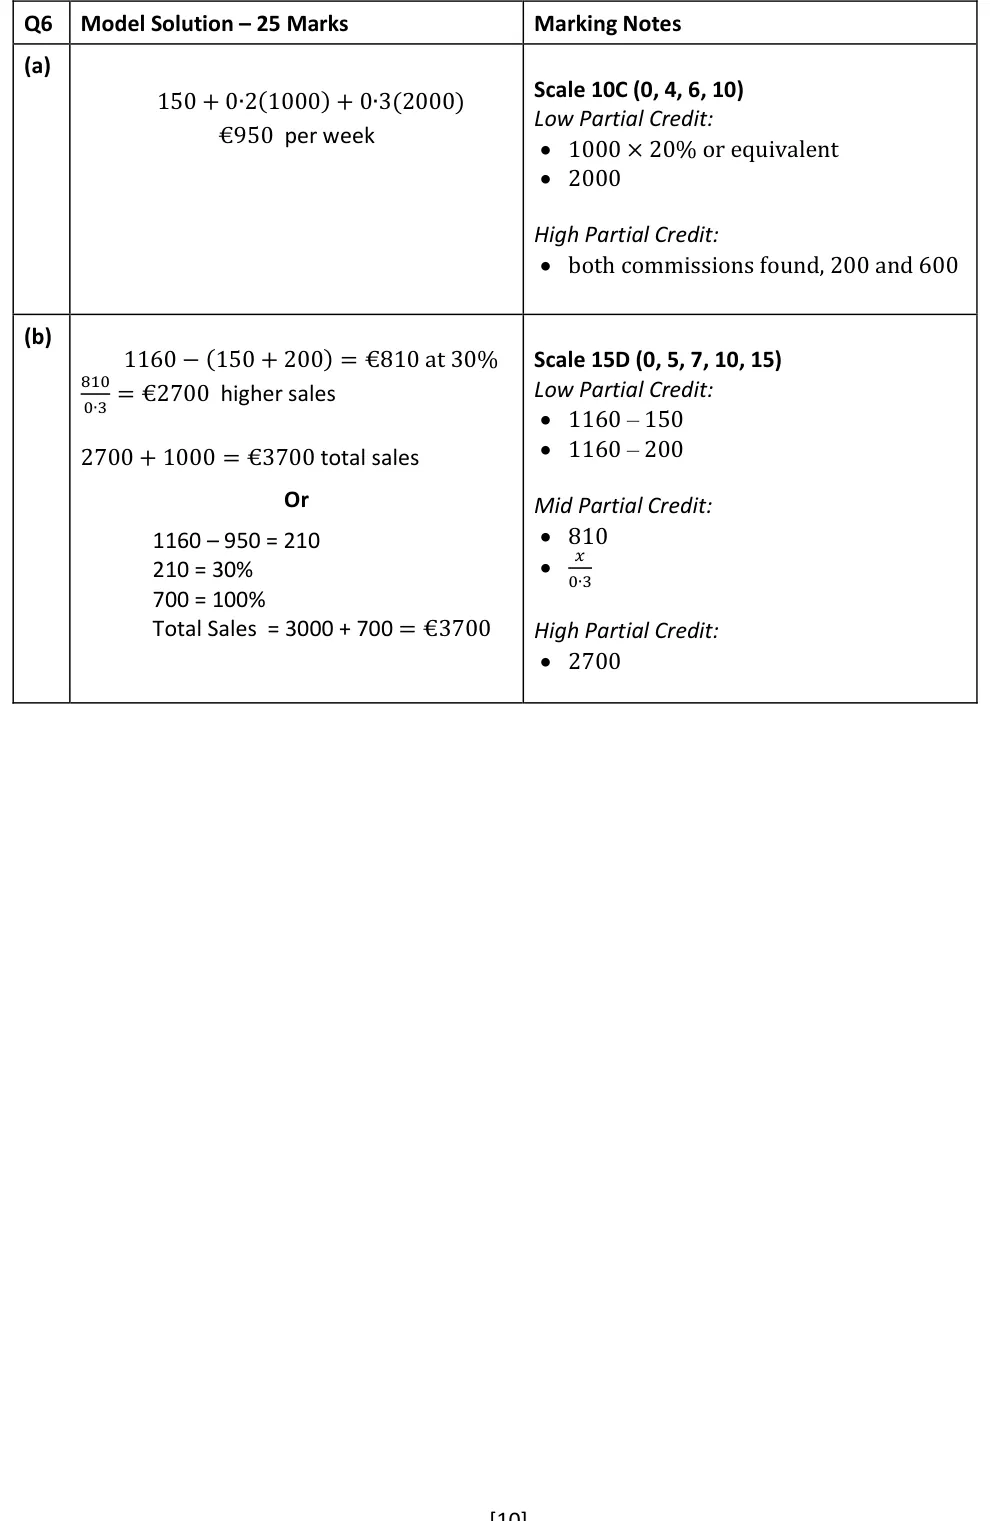 Q6 Model Solution – 25 Marks Marking Notes
(a)
150 + 0·2(1000) + 0·3(2000)
€950 per week
Scale 10C (0, 4, 6, 10)
Low Partial Credit:
• 1000 × 20% or equivalent
• 2000
High Partial Credit:
• both commissions found, 200 and 600
(b)
1160 − (150 + 200) = €810 at 30%
810/0·3 = €2700 higher sales
2700 + 1000 = €3700 total sales
Or
1160 – 950 = 210
210 = 30%
700 = 100%
Total Sales = 3000 + 700 = €3700
Scale 15D (0, 5, 7, 10, 15)
Low Partial Credit:
• 1160 – 150
• 1160 – 200
Mid Partial Credit:
• 810
• x/0·3
High Partial Credit:
• 2700
[10]